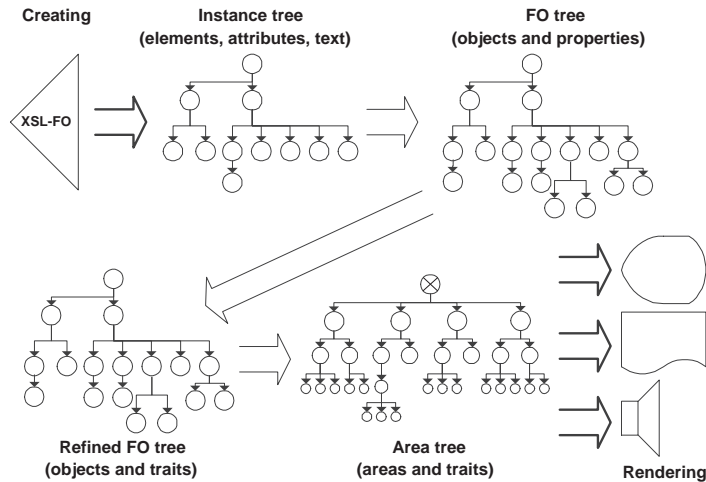 Creating
Instance tree
(elements, attributes, text)
FO tree
(objects and properties)
XSL-FO
Refined FO tree
(objects and traits)
Area tree
(areas and traits)
Rendering